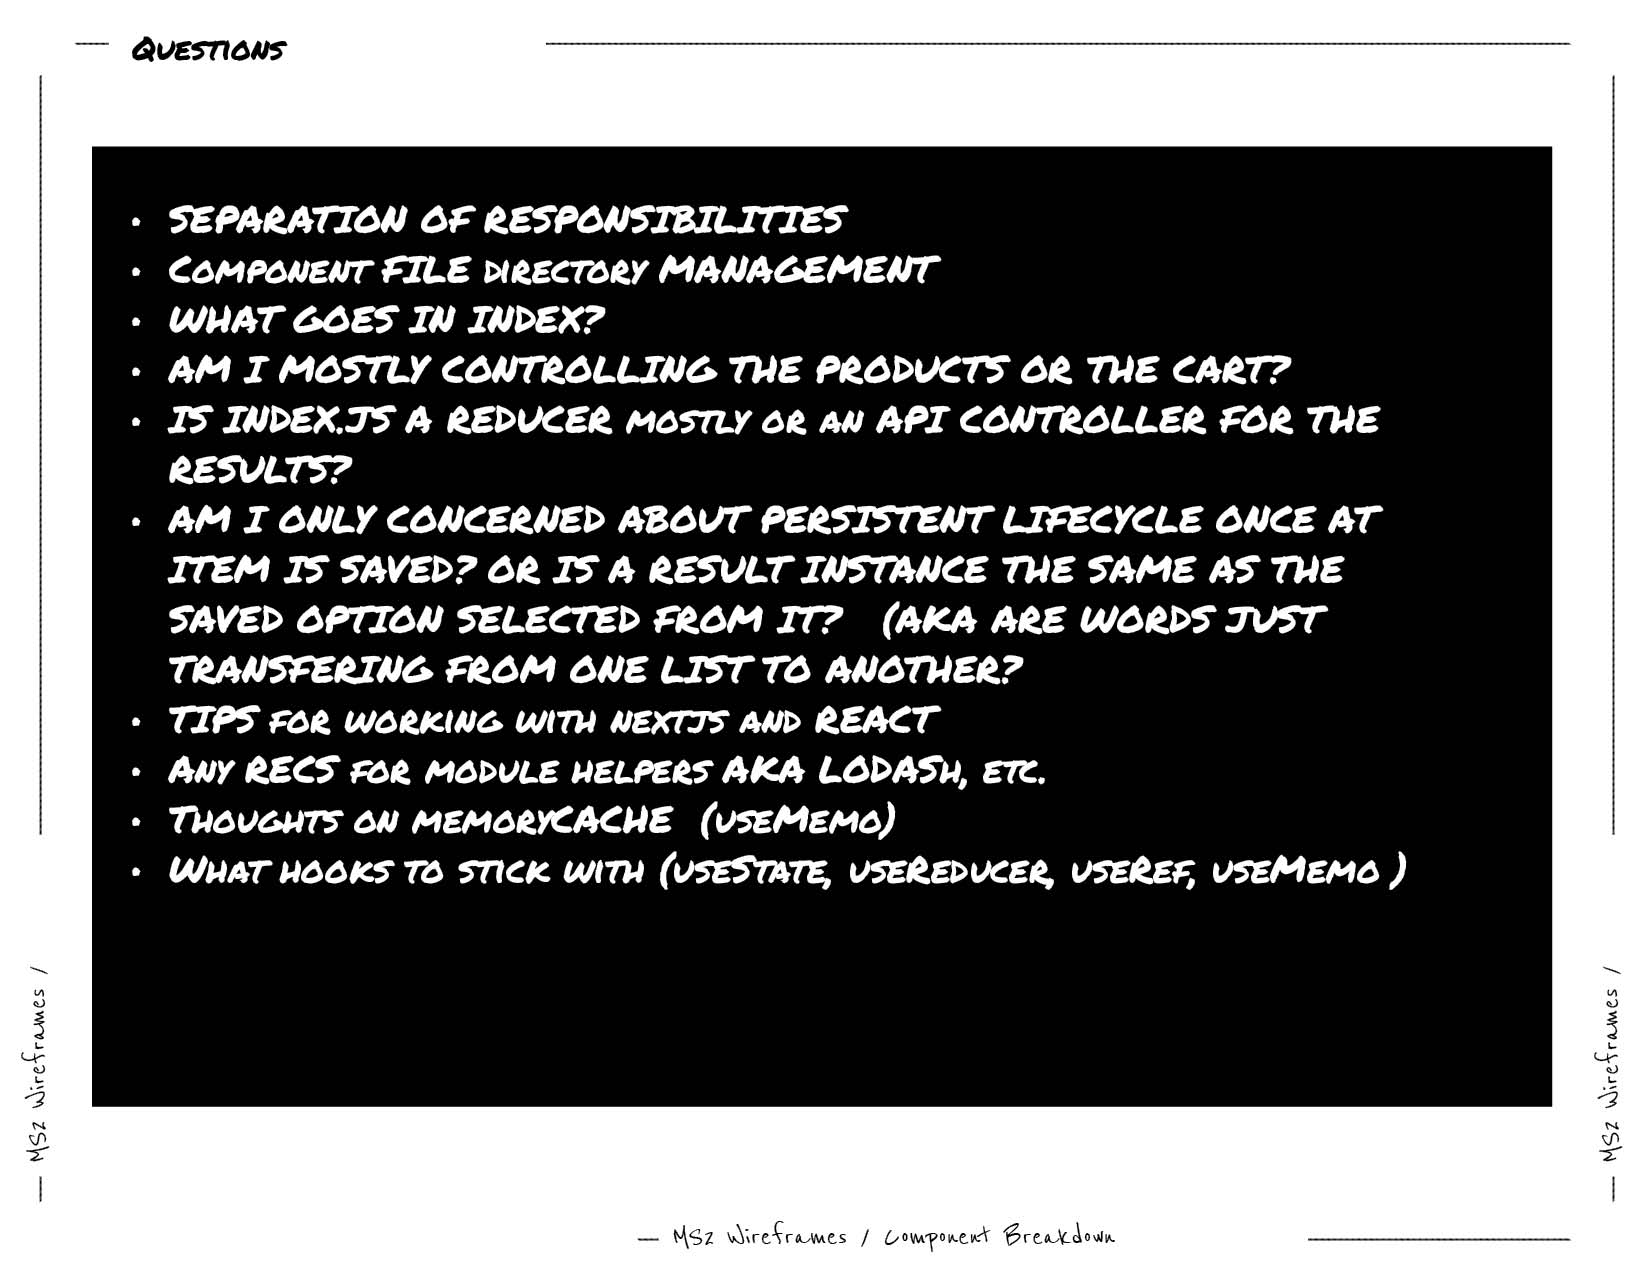 Questions
• SEPARATION OF RESPONSIBILITIES
• Component FILE directory MANAGEMENT
• WHAT GOES IN INDEX?
• AM I MOSTLY CONTROLLING THE PRODUCTS OR THE CART?
• IS INDEX.JS A REDUCER mostly or an API CONTROLLER FOR THE
RESULTS?
• AM I ONLY CONCERNED ABOUT PERSISTENT LIFECYCLE ONCE AT
ITEM IS SAVED? OR IS A RESULT INSTANCE THE SAME AS THE
SAVED OPTION SELECTED FROM IT? (AKA ARE WORDS JUST
TRANSFERING FROM ONE LIST TO ANOTHER?
• TIPS for working with nextjs and REACT
• Any RECS for module helpers AKA LODASh, etc.
• Thoughts on memoryCACHE (useMemo)
• What hooks to stick with (useState, useReducer, useRef, useMemo )
MS2 Wireframes /
MS2 Wireframes /
MS2 Wireframes / Component Breakdown